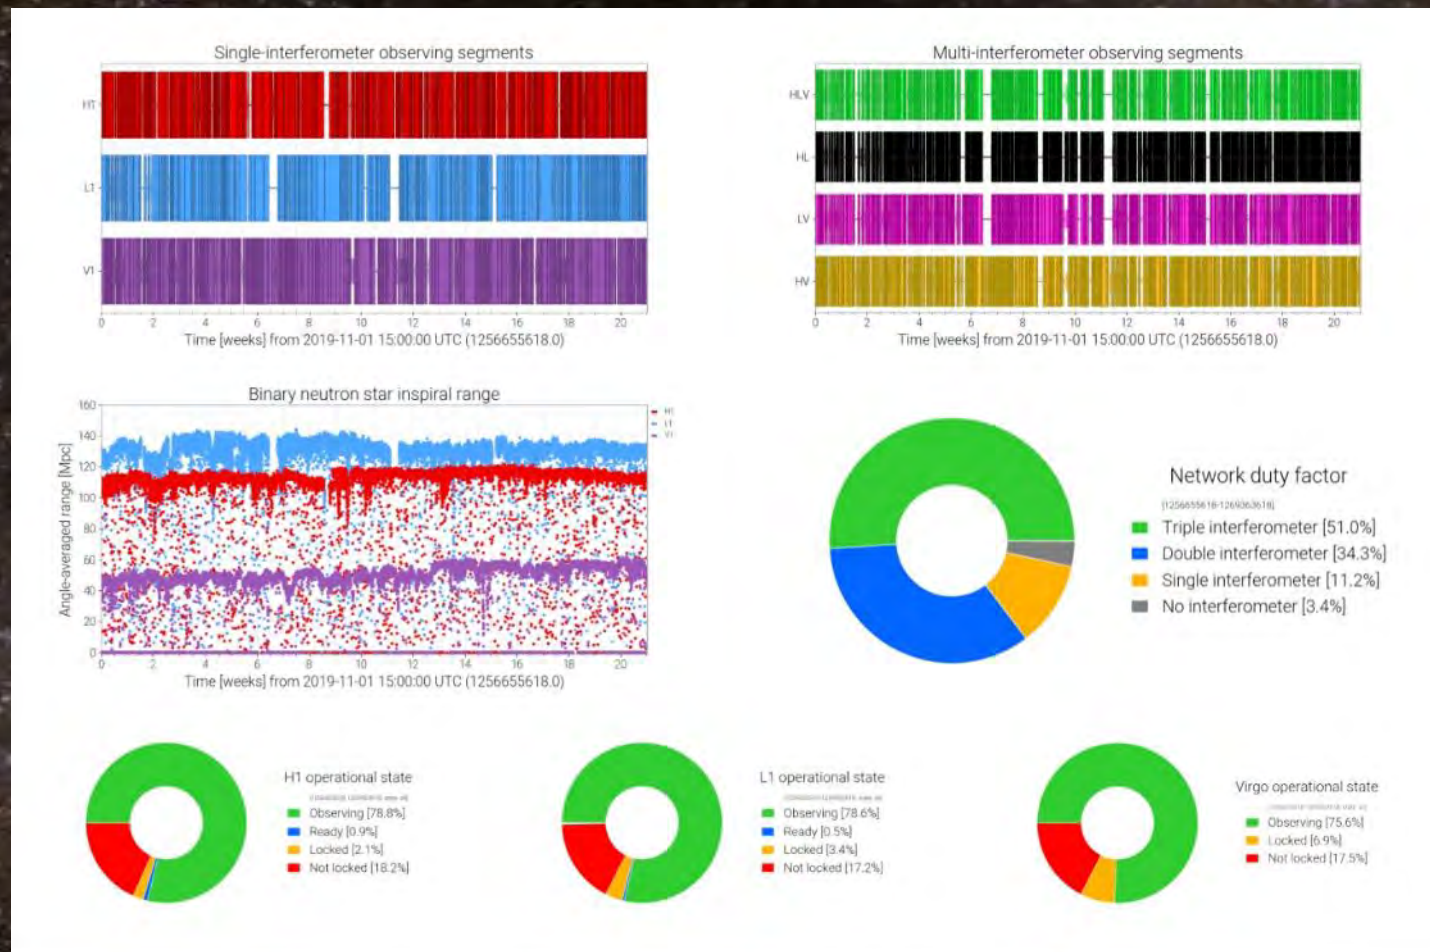 Single-interferometer observing segments
H1
L1
V1
0 2 4 6 8 10 12 14 16 18 20
Time [weeks] from 2019-11-01 15:00:00 UTC (1256655618.0)
Multi-interferometer observing segments
HLV
HL
LV
HV
0 2 4 6 8 10 12 14 16 18 20
Time [weeks] from 2019-11-01 15:00:00 UTC (1256655618.0)
Binary neutron star inspiral range
Angle-averaged range [Mpc]
160
140
120
100
80
60
40
20
0
0 2 4 6 8 10 12 14 16 18 20
Time [weeks] from 2019-11-01 15:00:00 UTC (1256655618.0)
H1
L1
V1
Network duty factor
[1256655618-1269363618]
Triple interferometer [51.0%]
Double interferometer [34.3%]
Single interferometer [11.2%]
No interferometer [3.4%]
H1 operational state
Observing [78.8%]
Ready [0.9%]
Locked [2.1%]
Not locked [18.2%]
L1 operational state
Observing [78.6%]
Ready [0.5%]
Locked [3.4%]
Not locked [17.2%]
Virgo operational state
Observing [75.6%]
Locked [6.9%]
Not locked [17.5%]